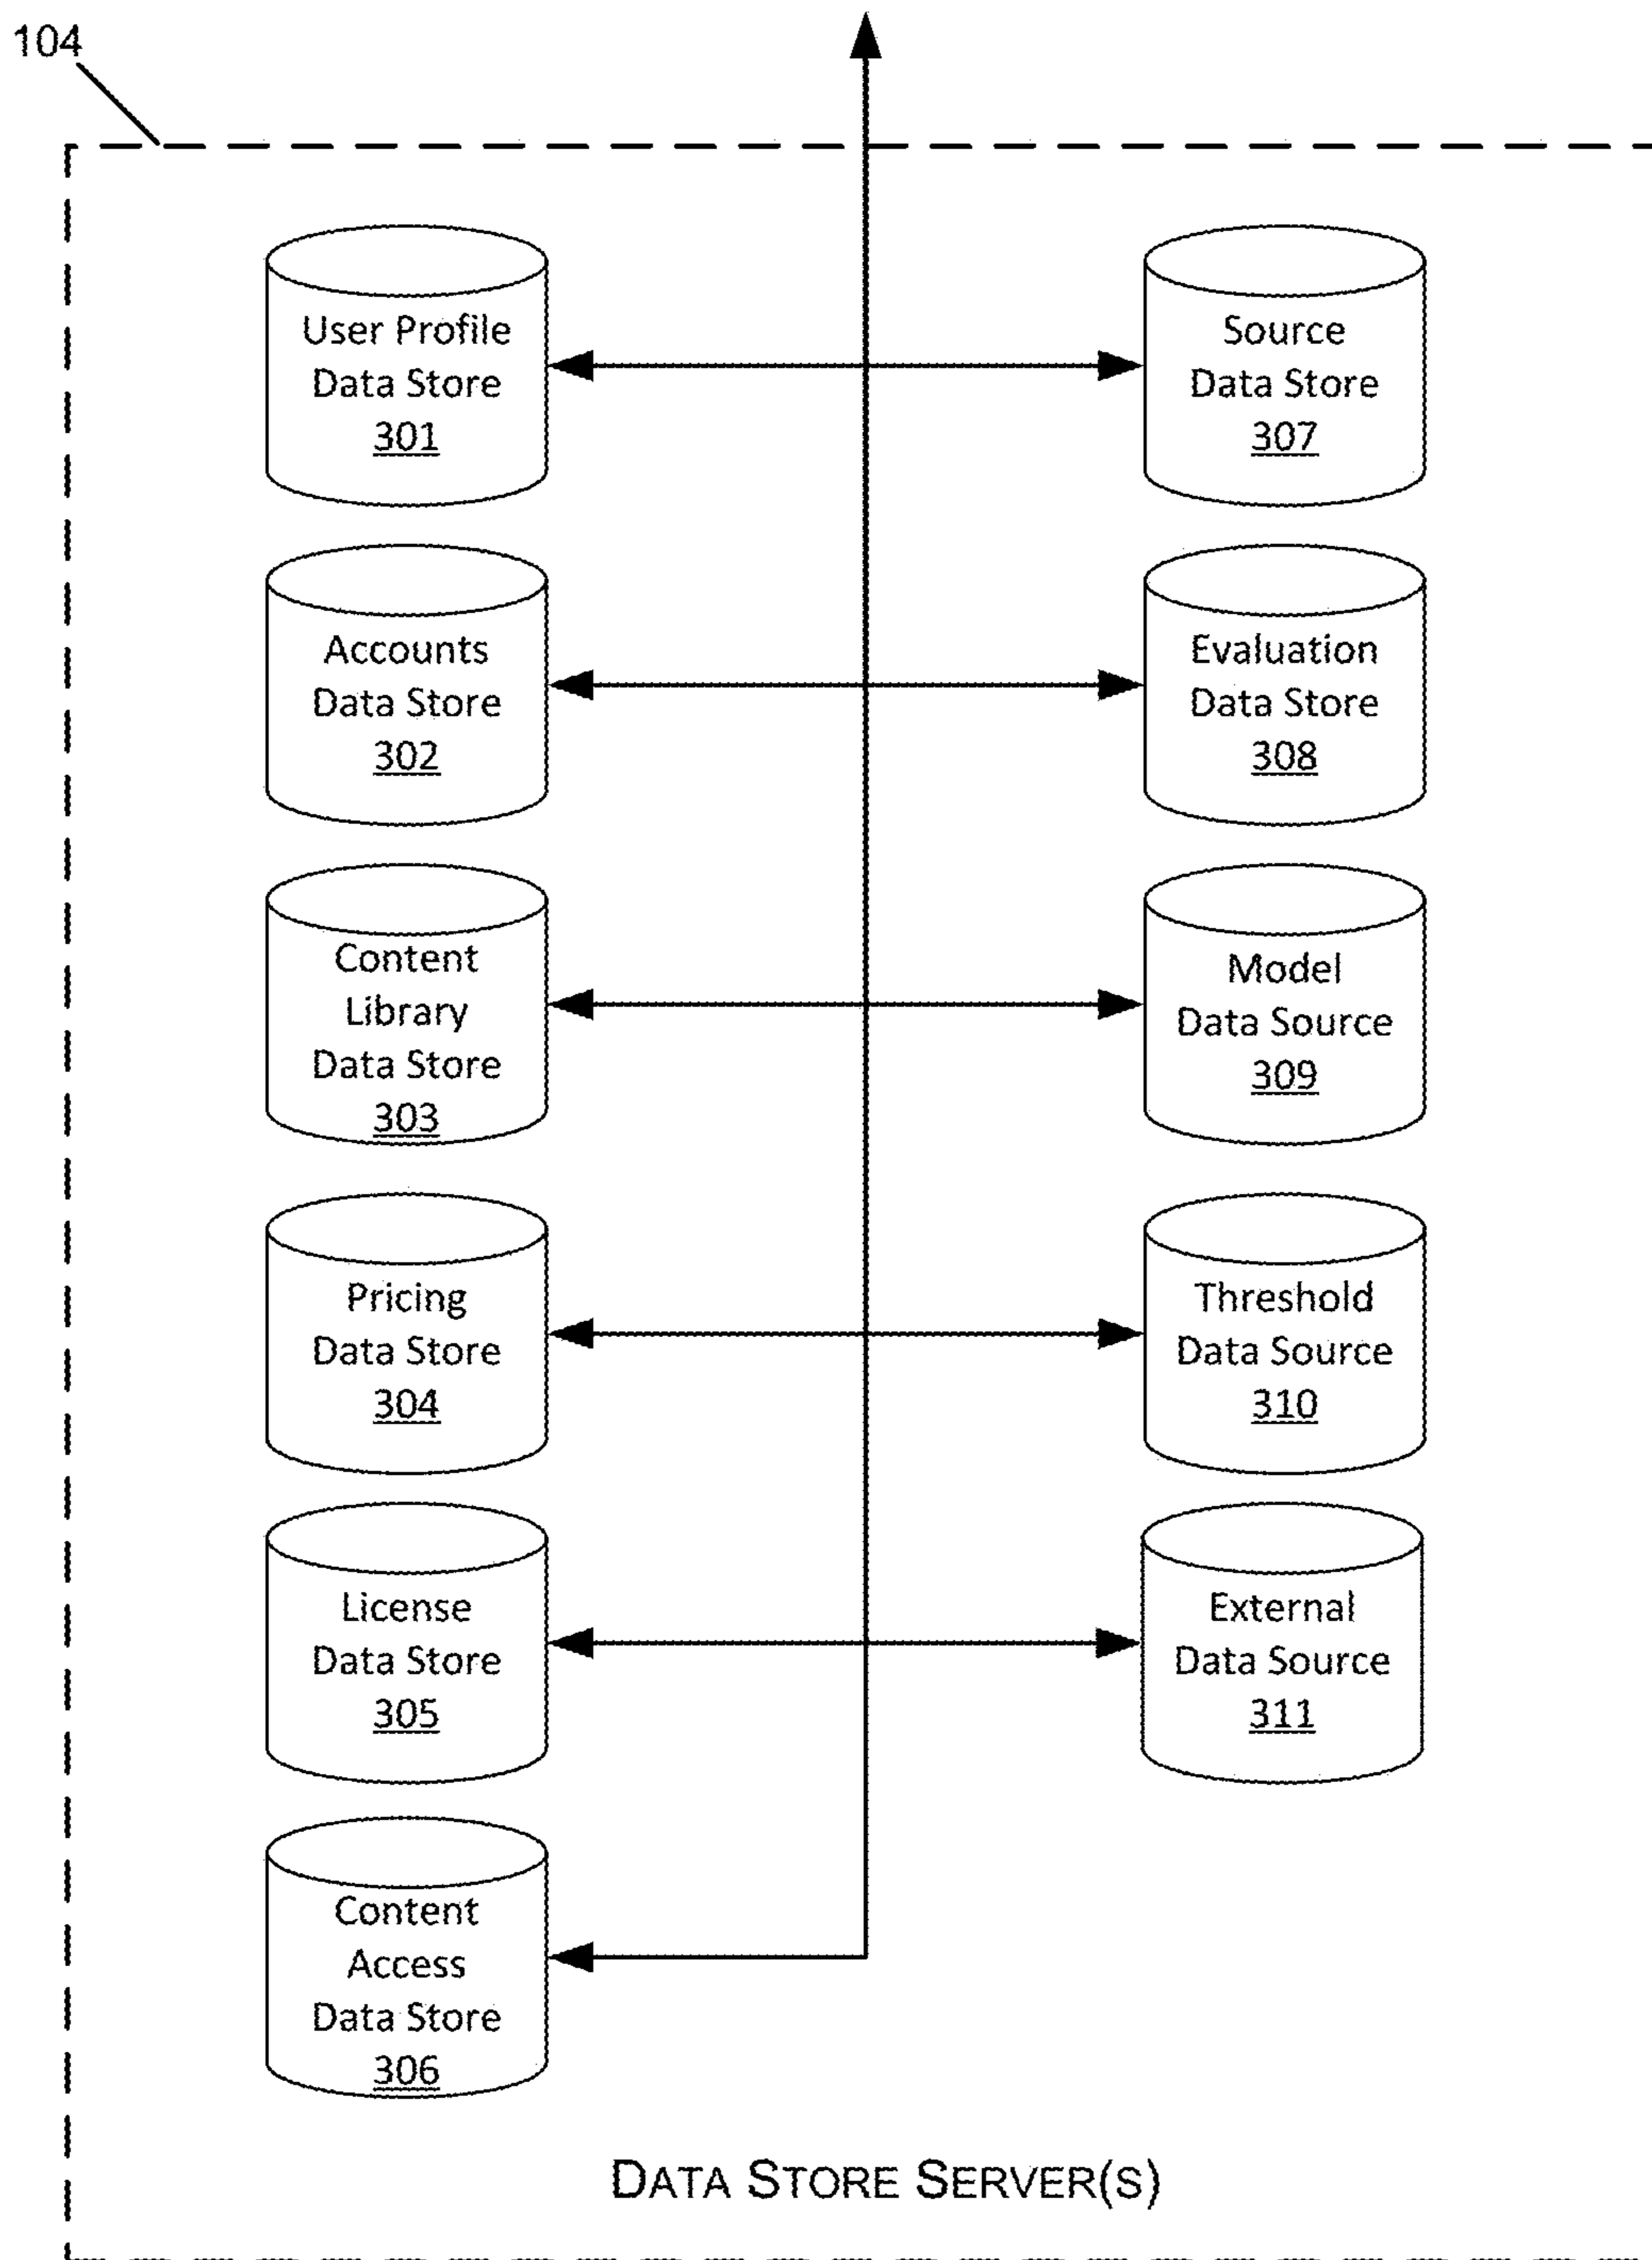 104
User Profile
Data Store
301
Source
Data Store
307
Accounts
Data Store
302
Evaluation
Data Store
308
Content
Library
Data Store
303
Model
Data Source
309
Pricing
Data Store
304
Threshold
Data Source
310
License
Data Store
305
External
Data Source
311
Content
Access
Data Store
306
DATA STORE SERVER(S)